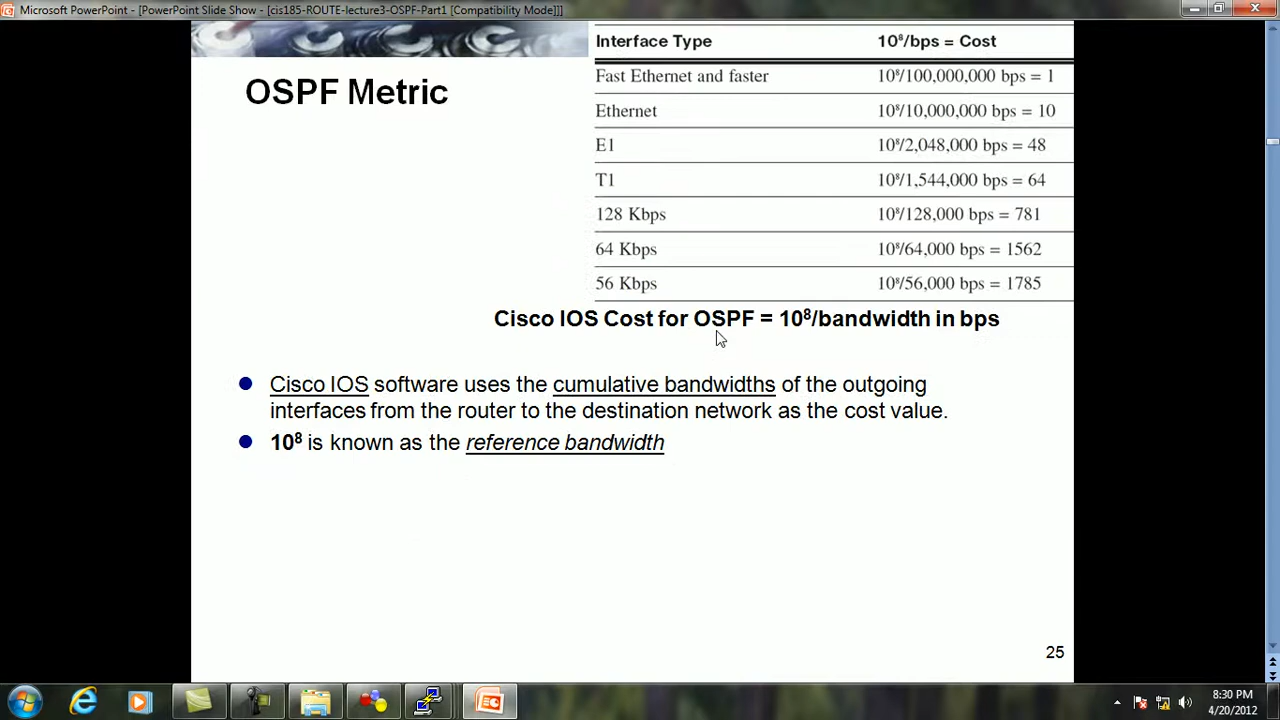 Microsoft PowerPoint - [PowerPoint Slide Show - [cis185-ROUTE-lecture3-OSPF-Part1 [Compatibility Mode]]]
OSPF Metric
Interface Type 10⁸/bps = Cost
Fast Ethernet and faster 10⁸/100,000,000 bps = 1
Ethernet 10⁸/10,000,000 bps = 10
E1 10⁸/2,048,000 bps = 48
T1 10⁸/1,544,000 bps = 64
128 Kbps 10⁸/128,000 bps = 781
64 Kbps 10⁸/64,000 bps = 1562
56 Kbps 10⁸/56,000 bps = 1785
Cisco IOS Cost for OSPF = 10⁸/bandwidth in bps
Cisco IOS software uses the cumulative bandwidths of the outgoing
interfaces from the router to the destination network as the cost value.
10⁸ is known as the reference bandwidth
25
8:30 PM
4/20/2012